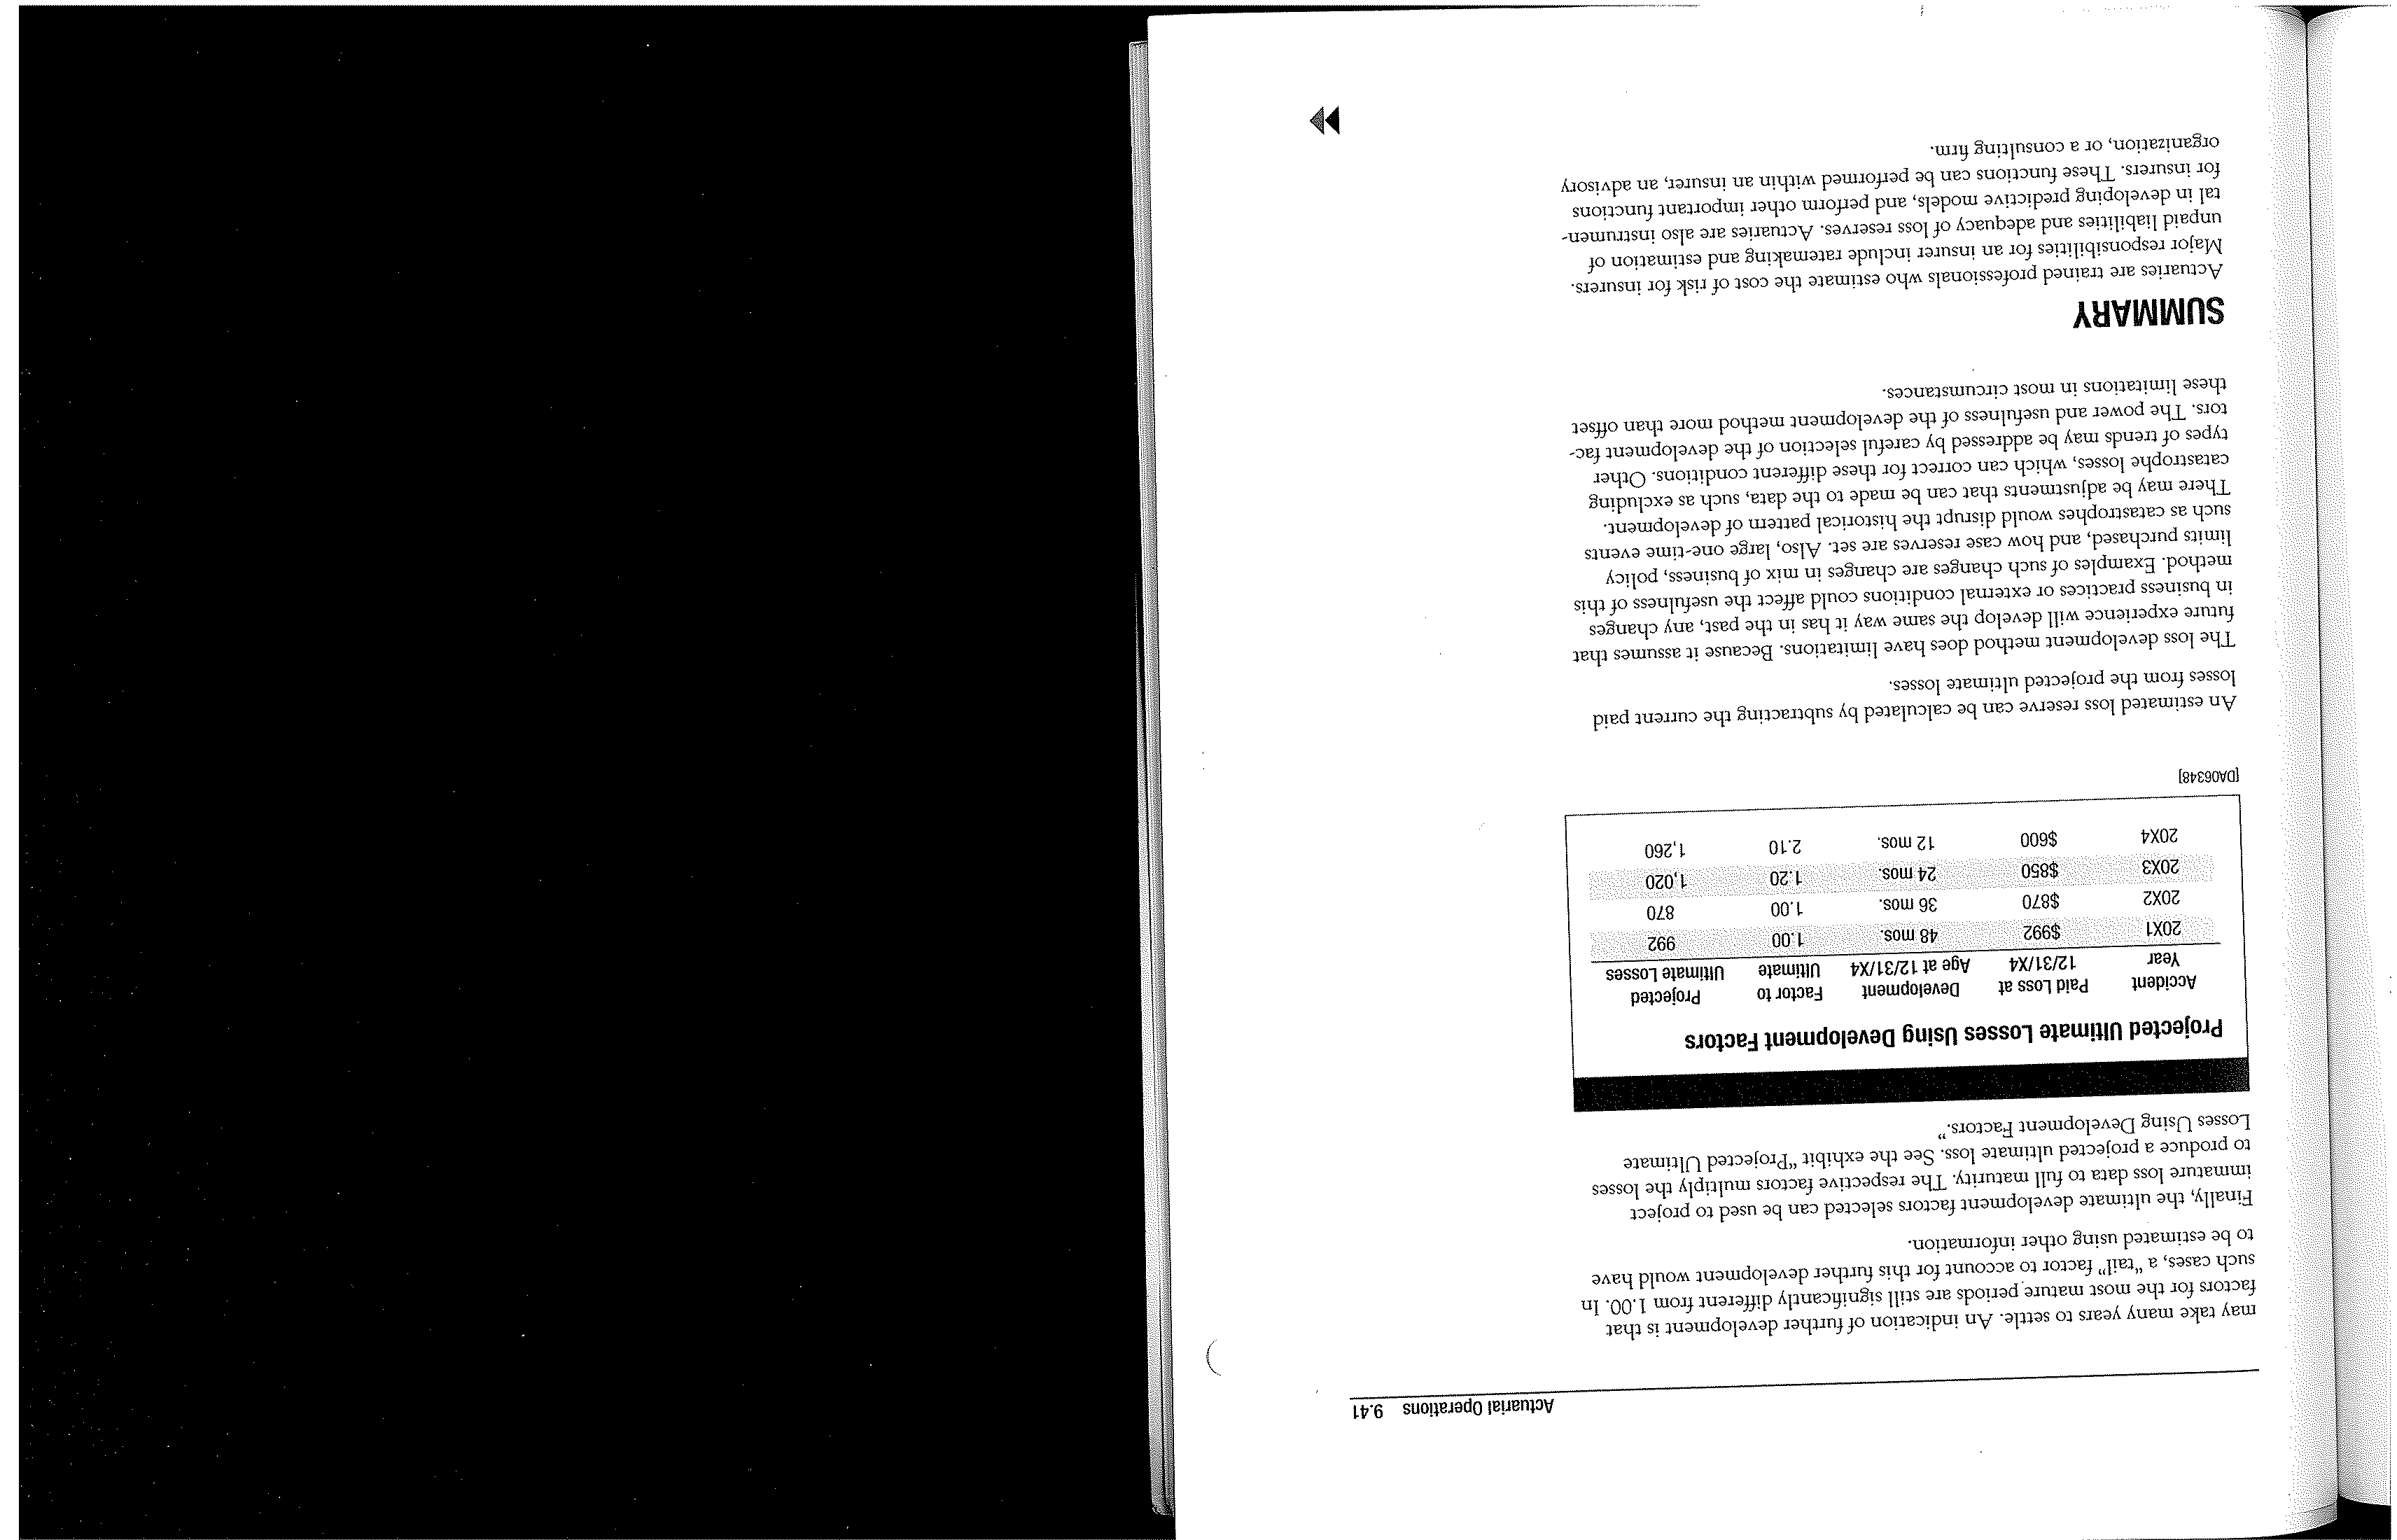 Actuarial Operations 9.41
may take many years to settle. An indication of further development is that
factors for the most mature periods are still significantly different from 1.00. In
such cases, a “tail” factor to account for this further development would have
to be estimated using other information.
Finally, the ultimate development factors selected can be used to project
immature loss data to full maturity. The respective factors multiply the losses
to produce a projected ultimate loss. See the exhibit “Projected Ultimate
Losses Using Development Factors.”
Projected Ultimate Losses Using Development Factors
Accident Paid Loss at Development Factor to Projected
Year 12/31/X4 Age at 12/31/X4 Ultimate Ultimate Losses
20X1 $992 48 mos. 1.00 992
20X2 $870 36 mos. 1.00 870
20X3 $850 24 mos. 1.20 1,020
20X4 $600 12 mos. 2.10 1,260
[DA06348]
An estimated loss reserve can be calculated by subtracting the current paid
losses from the projected ultimate losses.
The loss development method does have limitations. Because it assumes that
future experience will develop the same way it has in the past, any changes
in business practices or external conditions could affect the usefulness of this
method. Examples of such changes are changes in mix of business, policy
limits purchased, and how case reserves are set. Also, large one-time events
such as catastrophes would disrupt the historical pattern of development.
There may be adjustments that can be made to the data, such as excluding
catastrophe losses, which can correct for these different conditions. Other
types of trends may be addressed by careful selection of the development fac-
tors. The power and usefulness of the development method more than offset
these limitations in most circumstances.
SUMMARY
Actuaries are trained professionals who estimate the cost of risk for insurers.
Major responsibilities for an insurer include ratemaking and estimation of
unpaid liabilities and adequacy of loss reserves. Actuaries are also instrumen-
tal in developing predictive models, and perform other important functions
for insurers. These functions can be performed within an insurer, an advisory
organization, or a consulting firm.